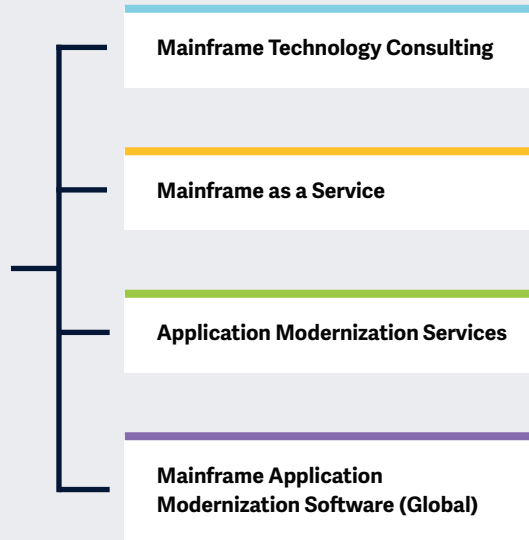 Mainframe Technology Consulting
Mainframe as a Service
Application Modernization Services
Mainframe Application
Modernization Software (Global)